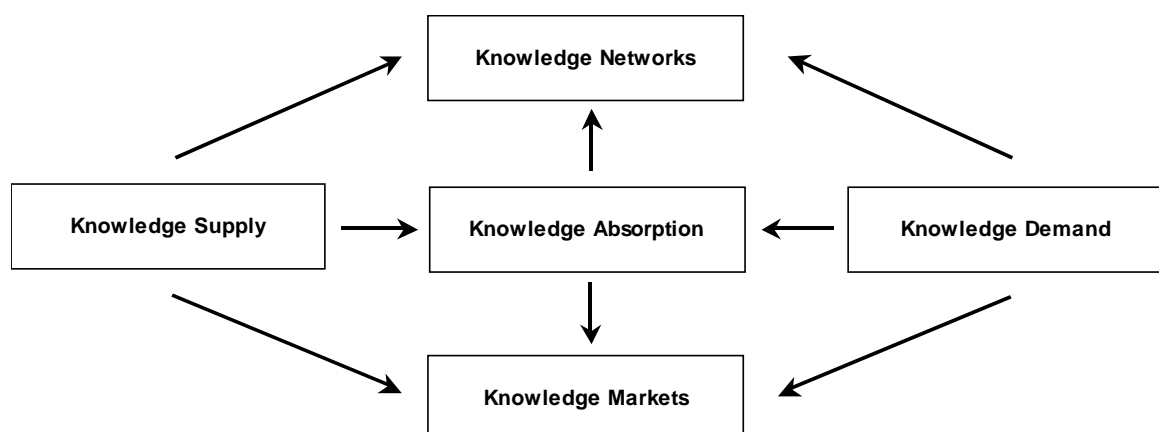 Knowledge Networks
Knowledge Supply
Knowledge Absorption
Knowledge Demand
Knowledge Markets